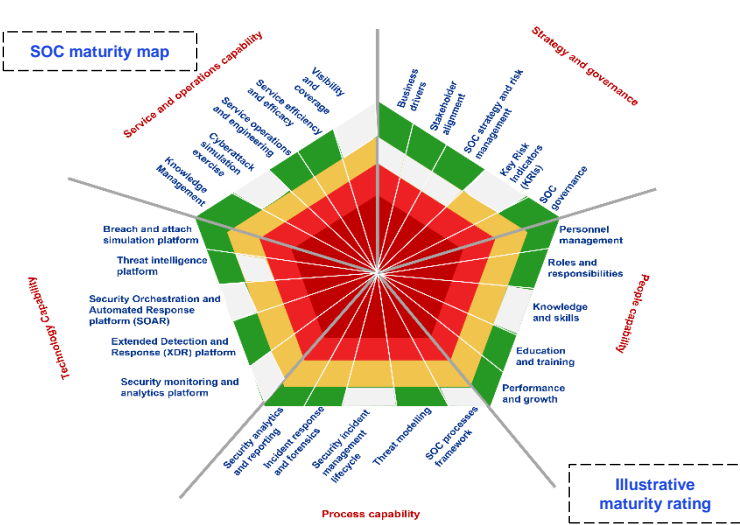 SOC maturity map
Service and operations capability
Strategy and governance
Visibility
and
coverage
Service efficiency
and efficacy
Service operations
and engineering
Cyberattack
simulation
exercise
Knowledge
Management
Business
drivers
Stakeholder
alignment
SOC strategy and risk
management
Key Risk
Indicators
(KRIs)
SOC
governance
Breach and attach
simulation platform
Threat intelligence
platform
Security Orchestration and
Automated Response
platform (SOAR)
Extended Detection and
Response (XDR) platform
Security monitoring and
analytics platform
Technology Capability
Personnel
management
Roles and
responsibilities
Knowledge
and skills
Education
and training
Performance
and growth
People capability
Security analytics
and reporting
Incident response
and forensics
Security incident
management
lifecycle
Threat modelling
SOC processes
framework
Process capability
Illustrative
maturity rating